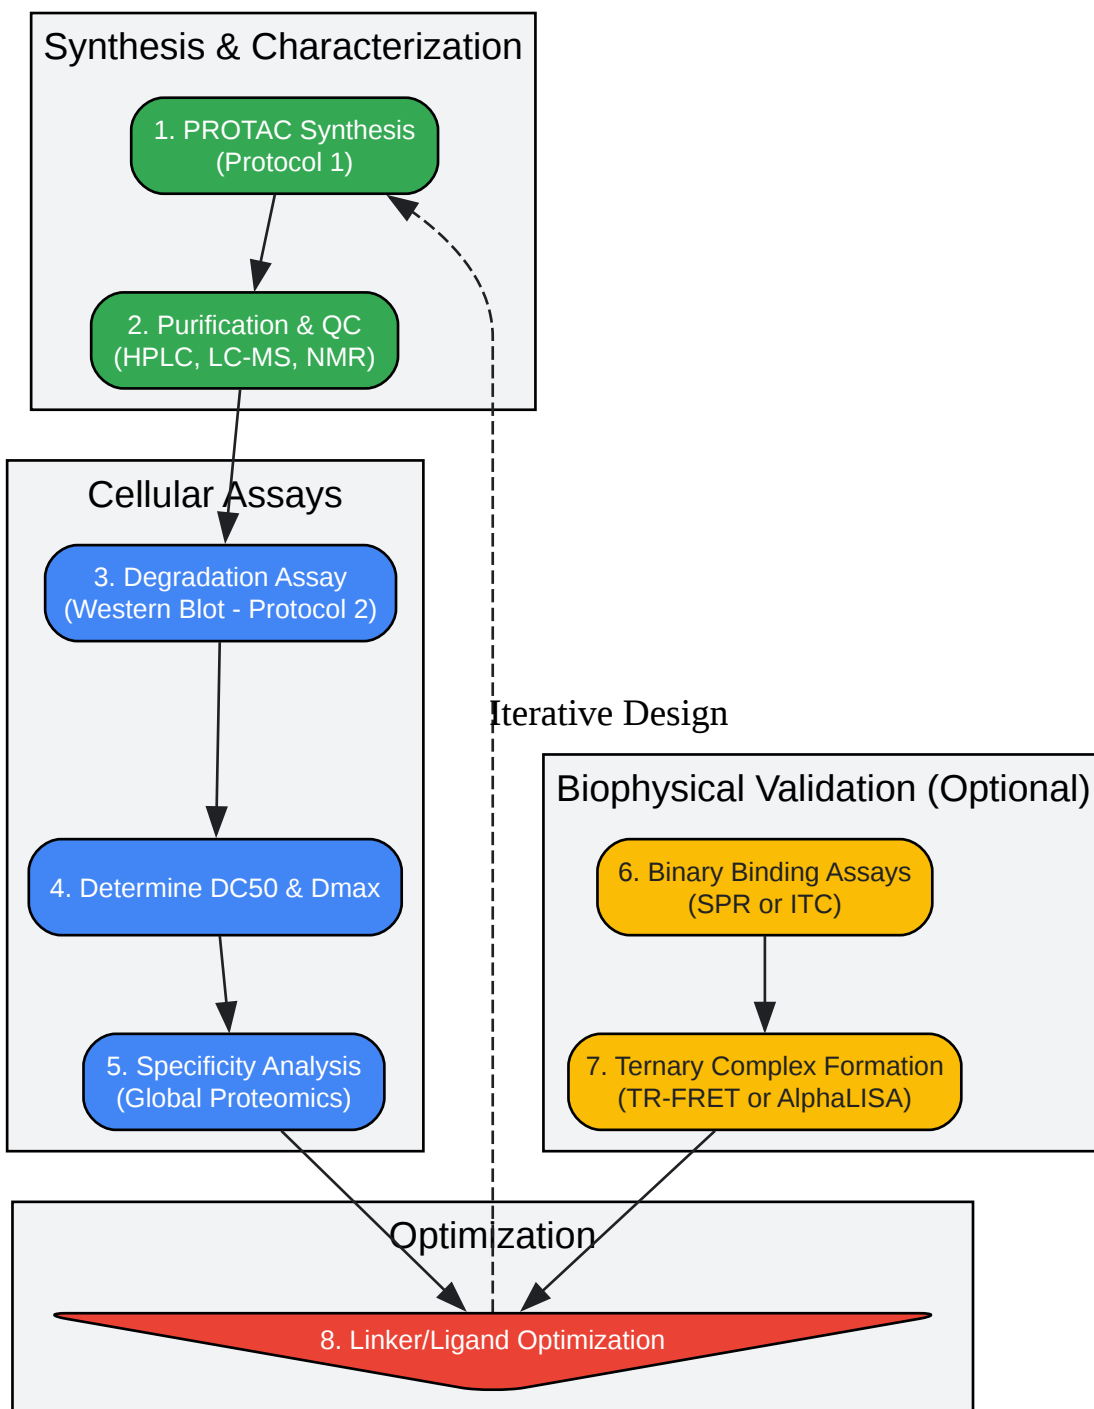 Synthesis & Characterization
1. PROTAC Synthesis
(Protocol 1)
2. Purification & QC
(HPLC, LC-MS, NMR)
Cellular Assays
3. Degradation Assay
(Western Blot - Protocol 2)
Iterative Design
4. Determine DC50 & Dmax
5. Specificity Analysis
(Global Proteomics)
Biophysical Validation (Optional)
6. Binary Binding Assays
(SPR or ITC)
7. Ternary Complex Formation
(TR-FRET or AlphaLISA)
Optimization
8. Linker/Ligand Optimization